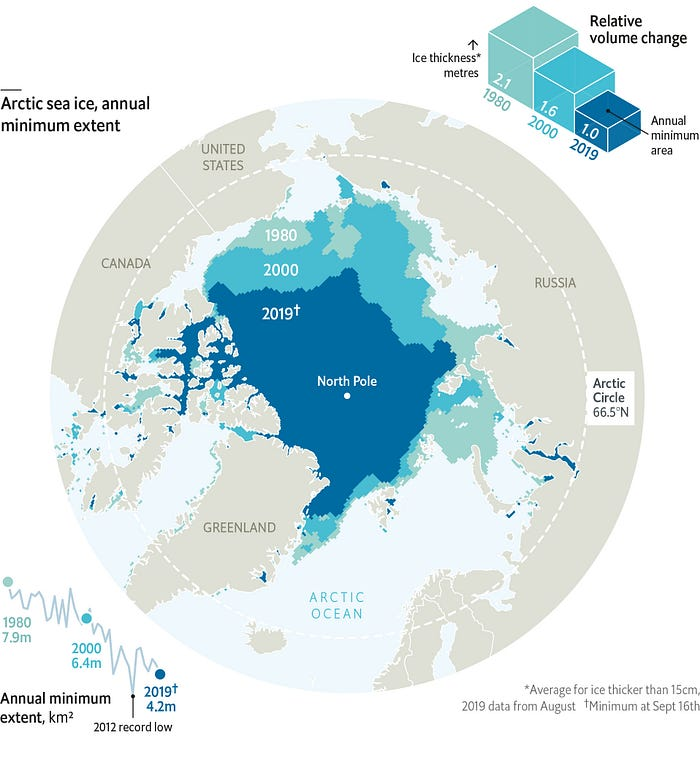 Relative
volume change
Ice thickness*
metres
2.1
1980
1.6
2000
1.0
2019
Annual
minimum
area
Arctic sea ice, annual
minimum extent
UNITED
STATES
CANADA
RUSSIA
1980
2000
2019†
North Pole
Arctic
Circle
66.5°N
GREENLAND
ARCTIC
OCEAN
1980
7.9m
2000
6.4m
2019†
4.2m
Annual minimum
extent, km²
2012 record low
*Average for ice thicker than 15cm,
2019 data from August †Minimum at Sept 16th